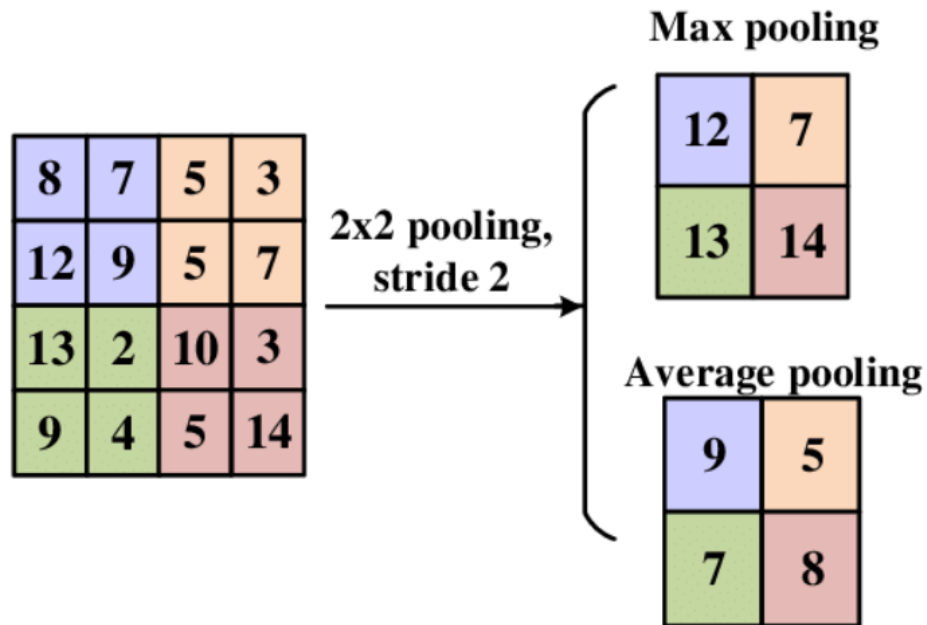 Max pooling
12 7
13 14
8 7 5 3
12 9 5 7
13 2 10 3
9 4 5 14
2x2 pooling,
stride 2
Average pooling
9 5
7 8